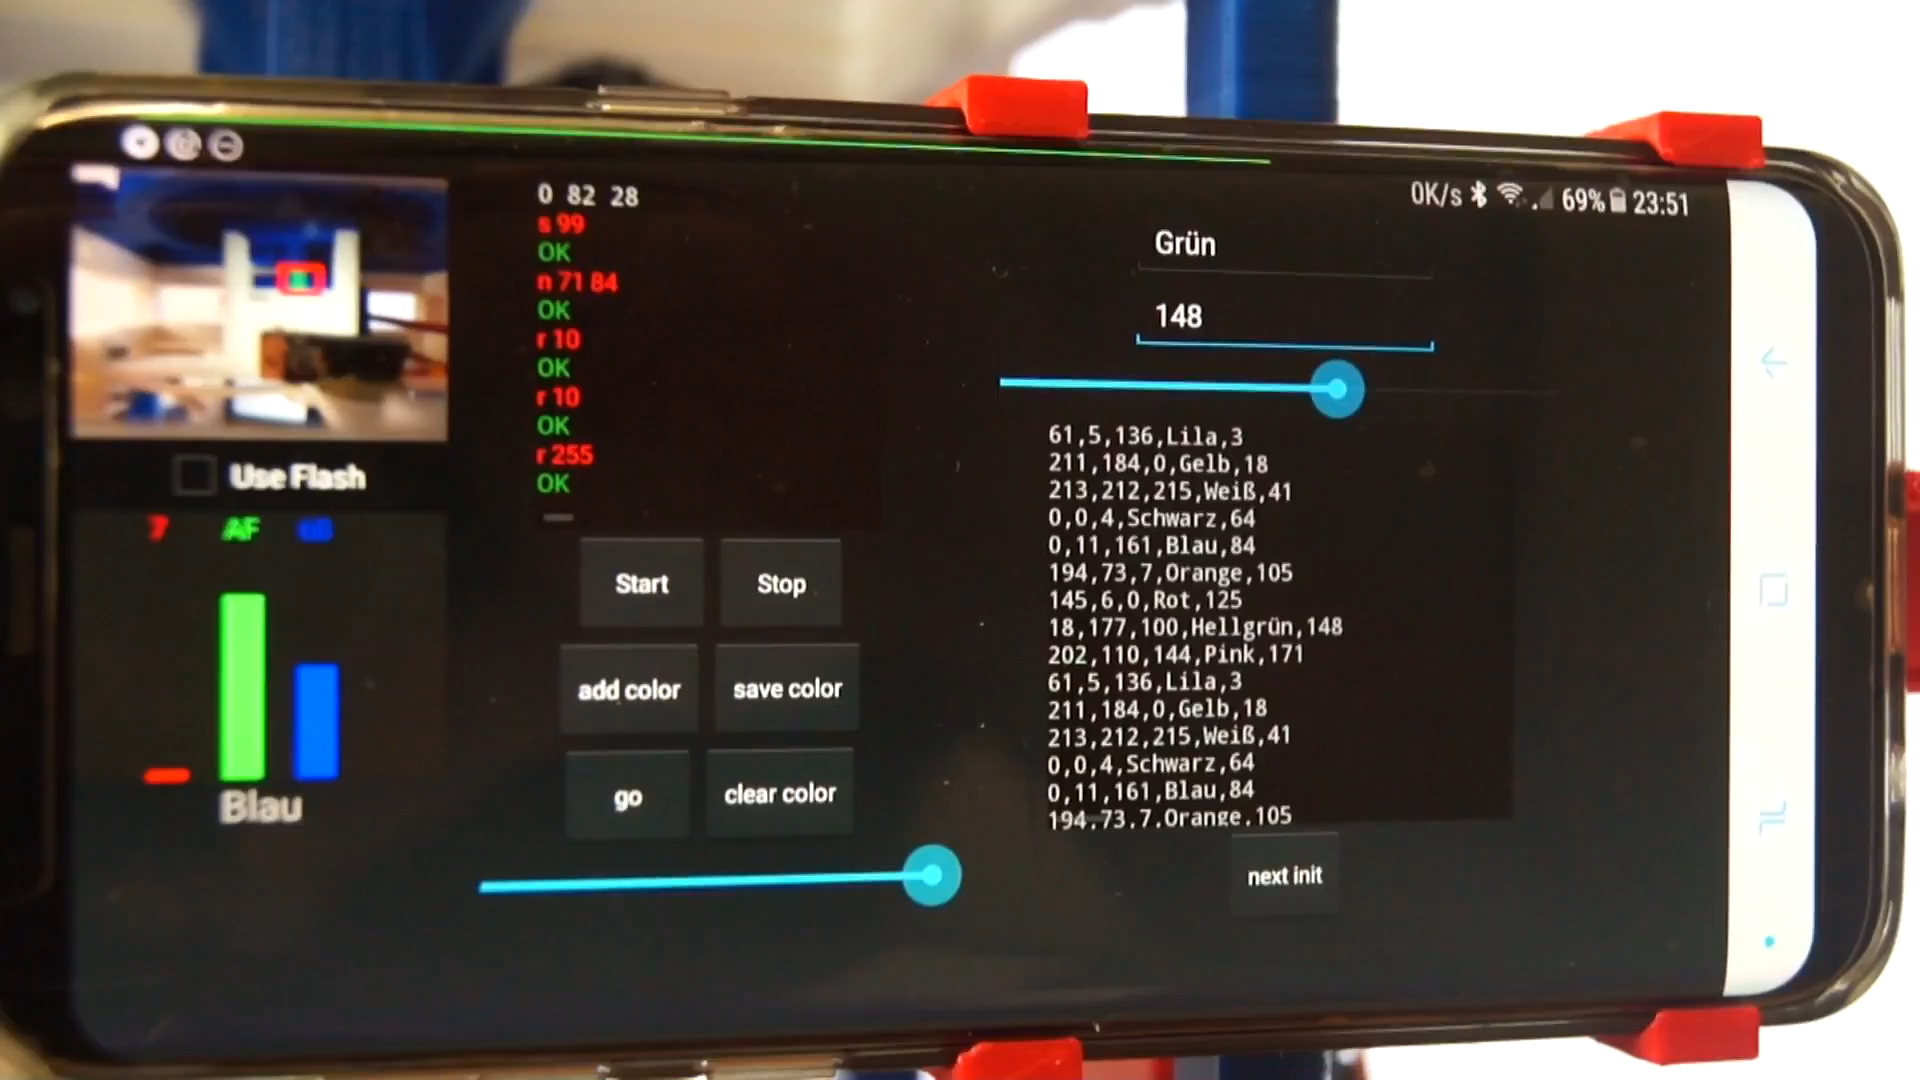 0K/s 69% 23:51
0 82 28
s 99
OK
n 71 84
OK
r 10
OK
r 10
OK
r 255
OK
Use Flash
7 AF
Blau
Start Stop
add color save color
go clear color
Grün
148
61,5,136,Lila,3
211,184,0,Gelb,18
213,212,215,Weiß,41
0,0,4,Schwarz,64
0,11,161,Blau,84
194,73,7,Orange,105
145,6,0,Rot,125
18,177,100,Hellgrün,148
202,110,144,Pink,171
61,5,136,Lila,3
211,184,0,Gelb,18
213,212,215,Weiß,41
0,0,4,Schwarz,64
0,11,161,Blau,84
194,73,7,Orange,105
next init